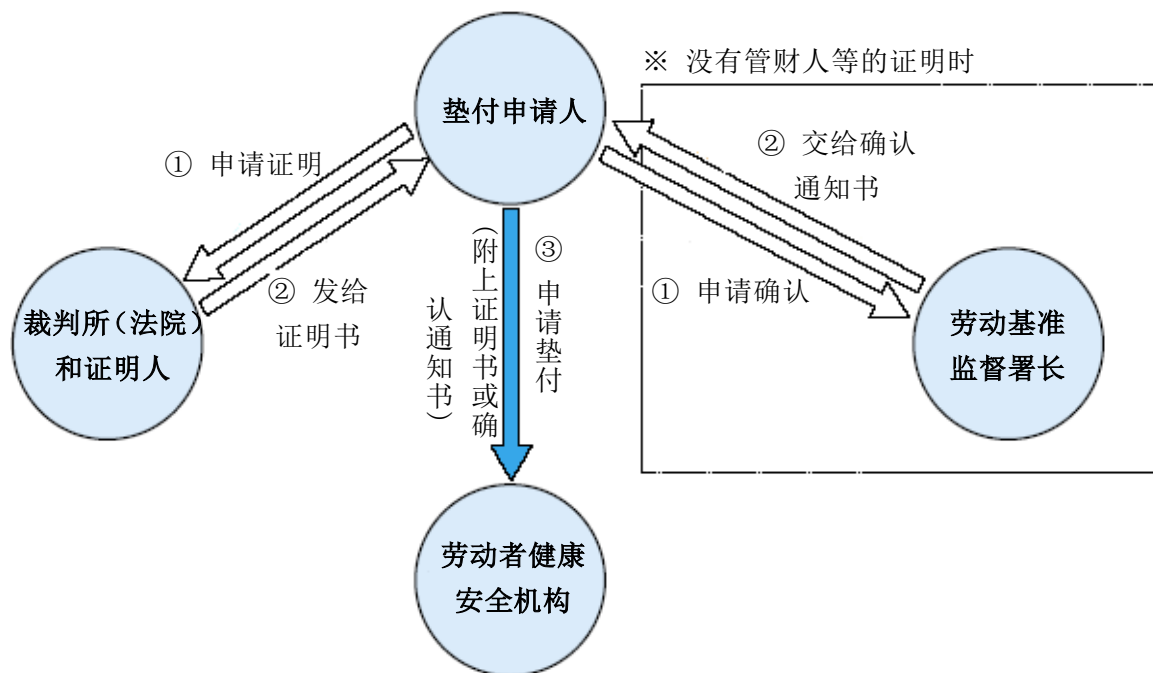 ※ 没有管财人等的证明时
垫付申请人
① 申请证明
② 交给确认
通知书
② 发给
证明书
③ 申请垫付
(附上证明书或确
认通知书)
① 申请确认
裁判所(法院)
和证明人
劳动基准
监督署长
劳动者健康
安全机构